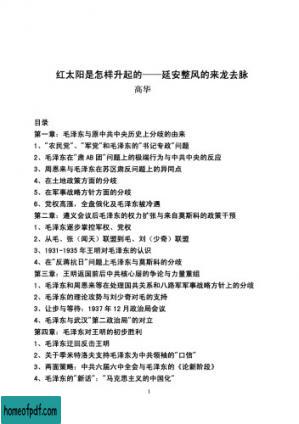 红太阳是怎样升起的——延安整风的来龙去脉
高华
目录
第一章：毛泽东与原中共中央历史上分歧的由来
1、"农民党"、"军党"和毛泽东的"书记专政"问题
2、毛泽东在"肃AB团"问题上的极端行为与中共中央的反应
3、周恩来与毛泽东在苏区肃反问题上的异同点
4、在土地政策方面的分歧
5、在军事战略方针方面的分歧
6、党权高涨，全盘俄化及毛泽东被冷遇
第二章：遵义会议后毛泽东的权力扩张与来自莫斯科的政策干预
1、毛泽东逐步掌控军权、党权
2、从毛、张（闻天）联盟到毛、刘（少奇）联盟
3、1931-1935年王明对毛泽东的认识
4、在"反蒋抗日"问题上毛泽东与莫斯科的分歧
第三章：王明返国前后中共核心层的争论与力量重组
1、毛泽东和周恩来等在处理国共关系和八路军军事战略方针上的分歧
2、毛泽东的理论攻势与刘少奇对毛的支持
3、让步与等待：1937年12月政治局会议
4、毛泽东与武汉"第二政治局"的对立
第四章：毛泽东对王明的初步胜利
1、毛泽东迂回反击王明
2、关于季米特洛夫支持毛泽东为中共领袖的"口信"
3、两面策略：中共六届六中全会与毛泽东的《论新阶段》
4、毛泽东的"新话"："马克思主义的中国化"
1
homeofpdf.com